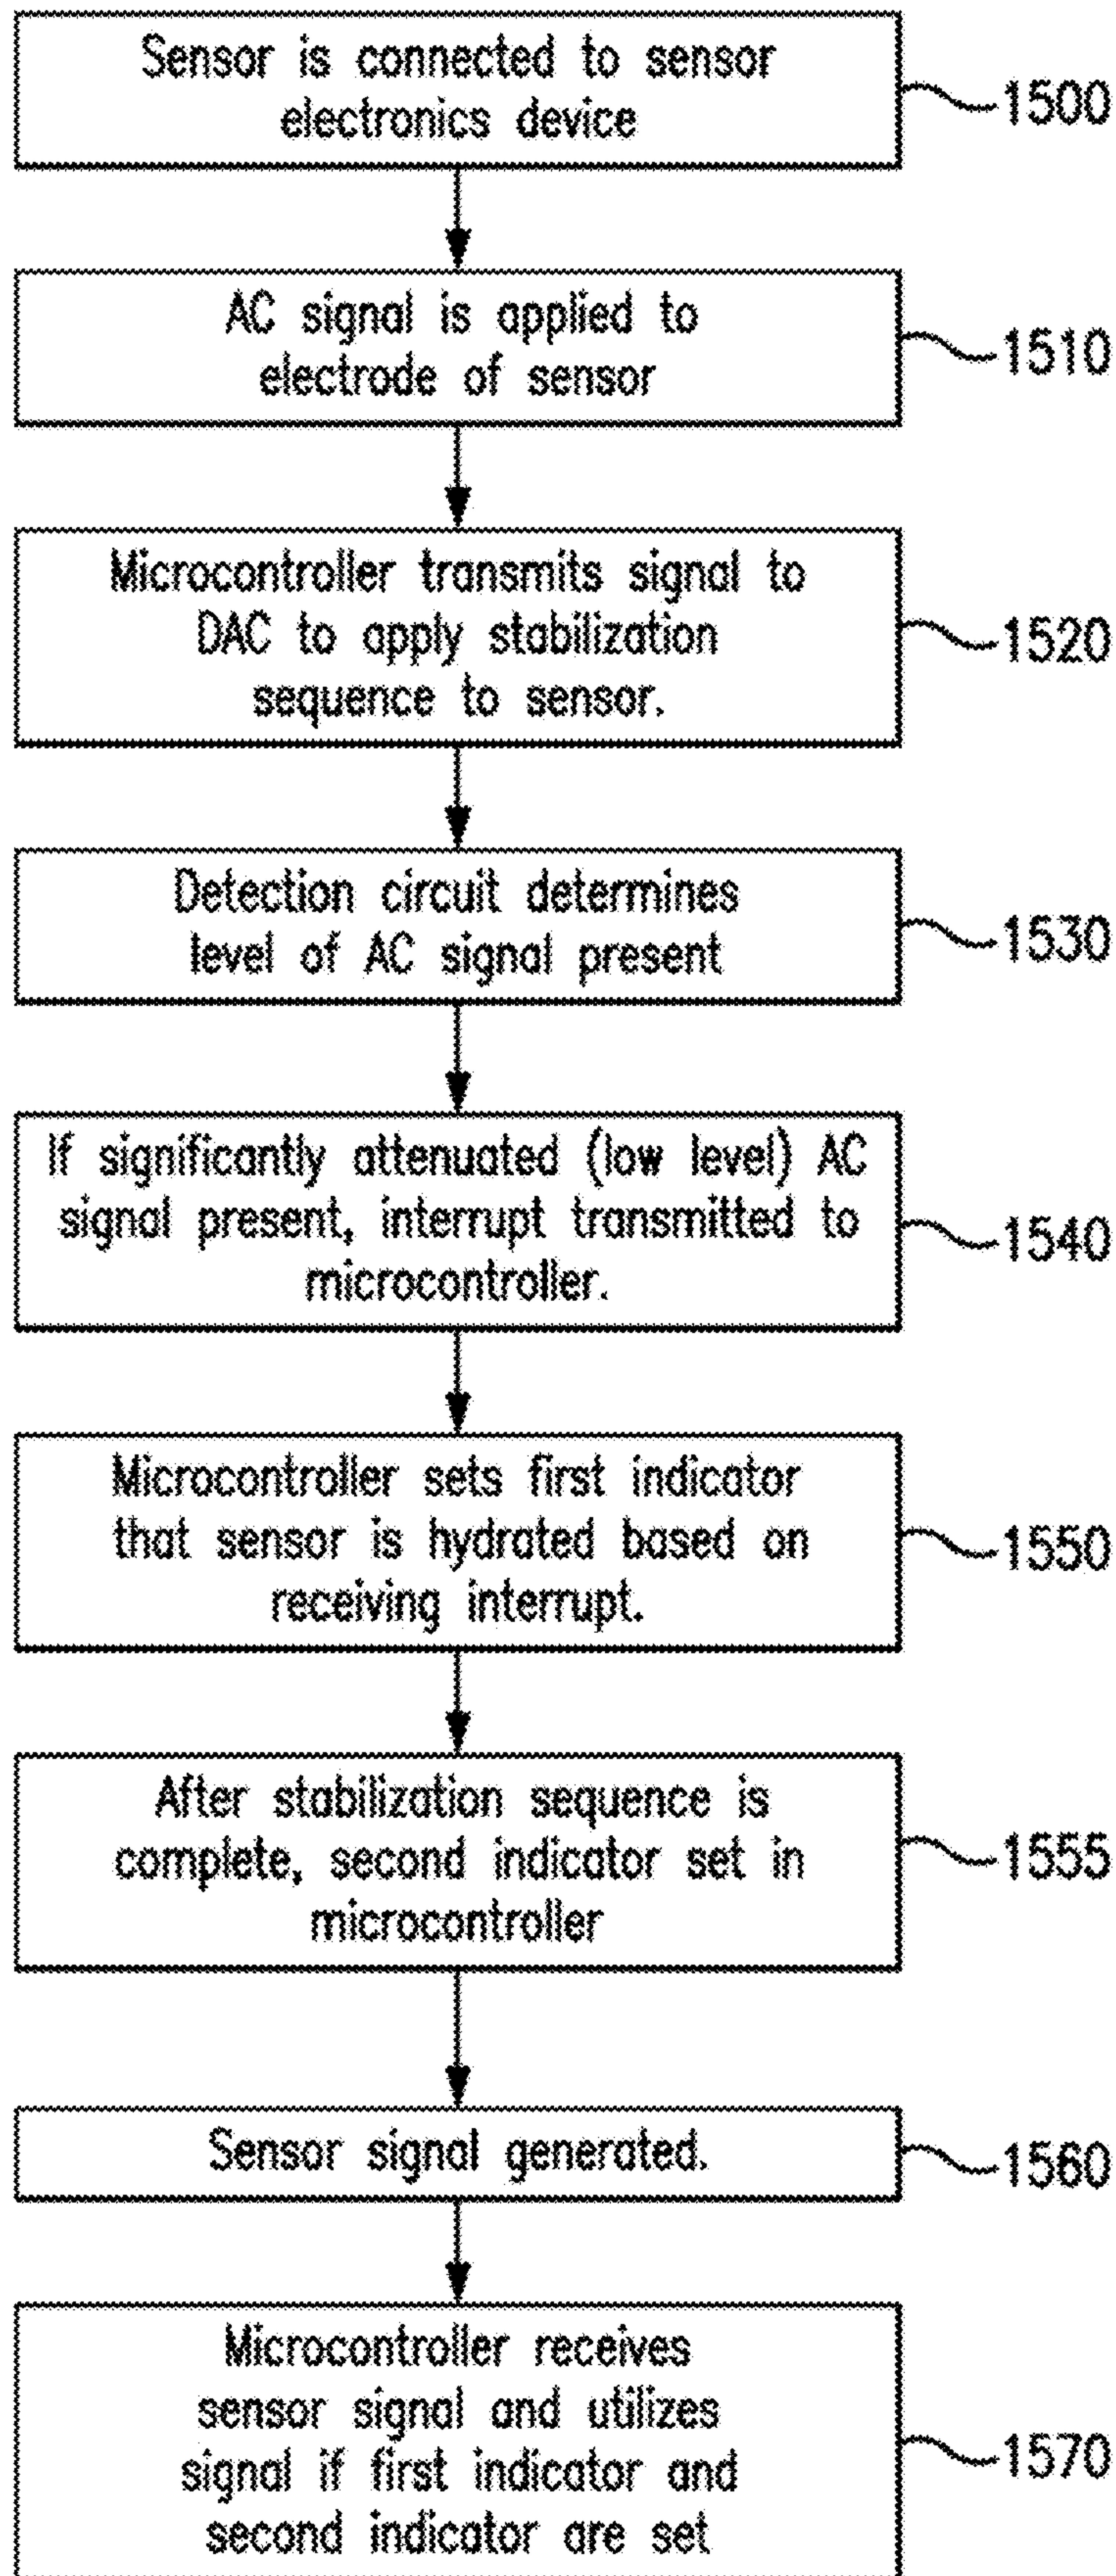 Sensor is connected to sensor
electronics device
1500
AC signal is applied to
electrode of sensor
1510
Microcontroller transmits signal to
DAC to apply stabilization
sequence to sensor.
1520
Detection circuit determines
level of AC signal present
1530
If significantly attenuated (low level) AC
signal present, interrupt transmitted to
microcontroller.
1540
Microcontroller sets first indicator
that sensor is hydrated based on
receiving interrupt.
1550
After stabilization sequence is
complete, second indicator set in
microcontroller
1555
Sensor signal generated.
1560
Microcontroller receives
sensor signal and utilizes
signal if first indicator and
second indicator are set
1570